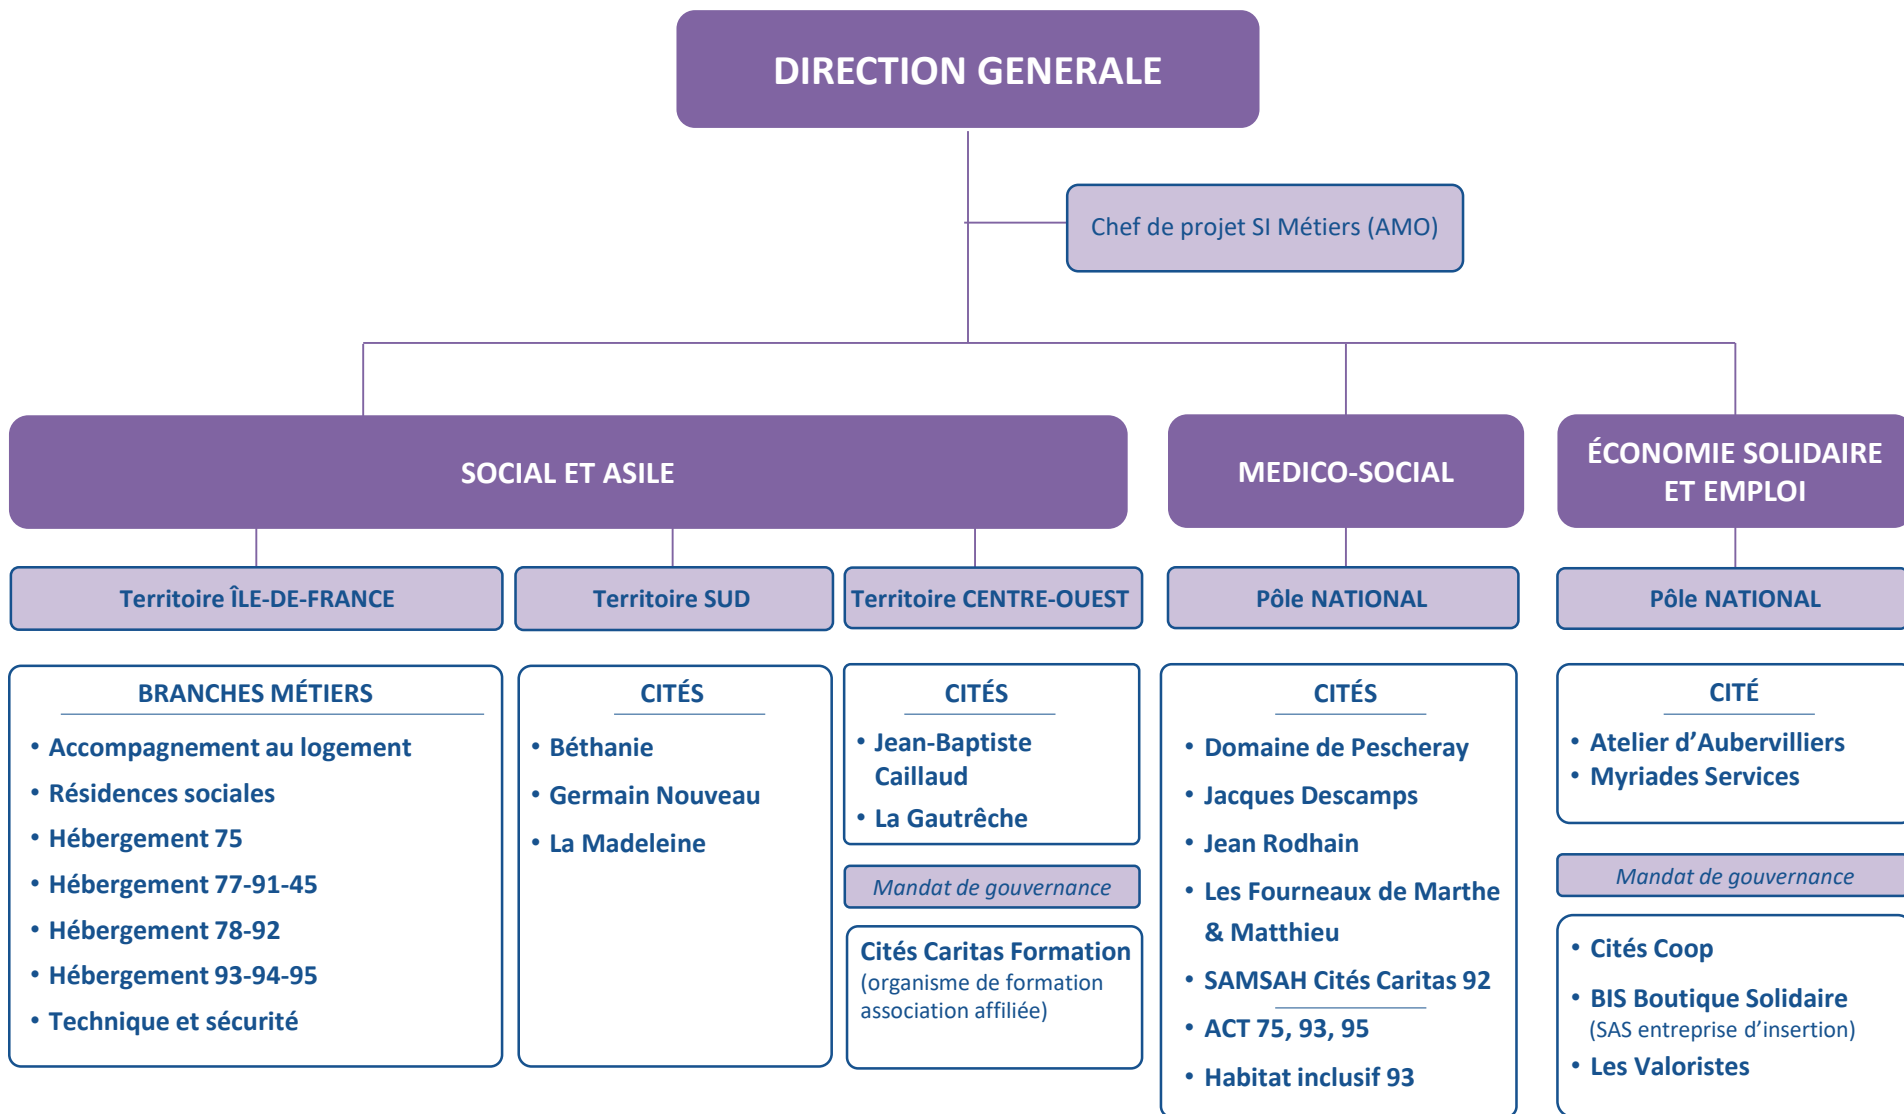 DIRECTION GENERALE
Chef de projet SI Métiers (AMO)
SOCIAL ET ASILE
MEDICO-SOCIAL
ÉCONOMIE SOLIDAIRE
ET EMPLOI
Territoire ÎLE-DE-FRANCE
Territoire SUD
Territoire CENTRE-OUEST
Pôle NATIONAL
Pôle NATIONAL
BRANCHES MÉTIERS
• Accompagnement au logement
• Résidences sociales
• Hébergement 75
• Hébergement 77-91-45
• Hébergement 78-92
• Hébergement 93-94-95
• Technique et sécurité
CITÉS
• Béthanie
• Germain Nouveau
• La Madeleine
CITÉS
• Jean-Baptiste
Caillaud
• La Gautrêche
Mandat de gouvernance
Cités Caritas Formation
(organisme de formation
association affiliée)
CITÉS
• Domaine de Pescheray
• Jacques Descamps
• Jean Rodhain
• Les Fourneaux de Marthe
& Matthieu
• SAMSAH Cités Caritas 92
• ACT 75, 93, 95
• Habitat inclusif 93
CITÉ
• Atelier d’Aubervilliers
• Myriades Services
Mandat de gouvernance
• Cités Coop
• BIS Boutique Solidaire
(SAS entreprise d’insertion)
• Les Valoristes